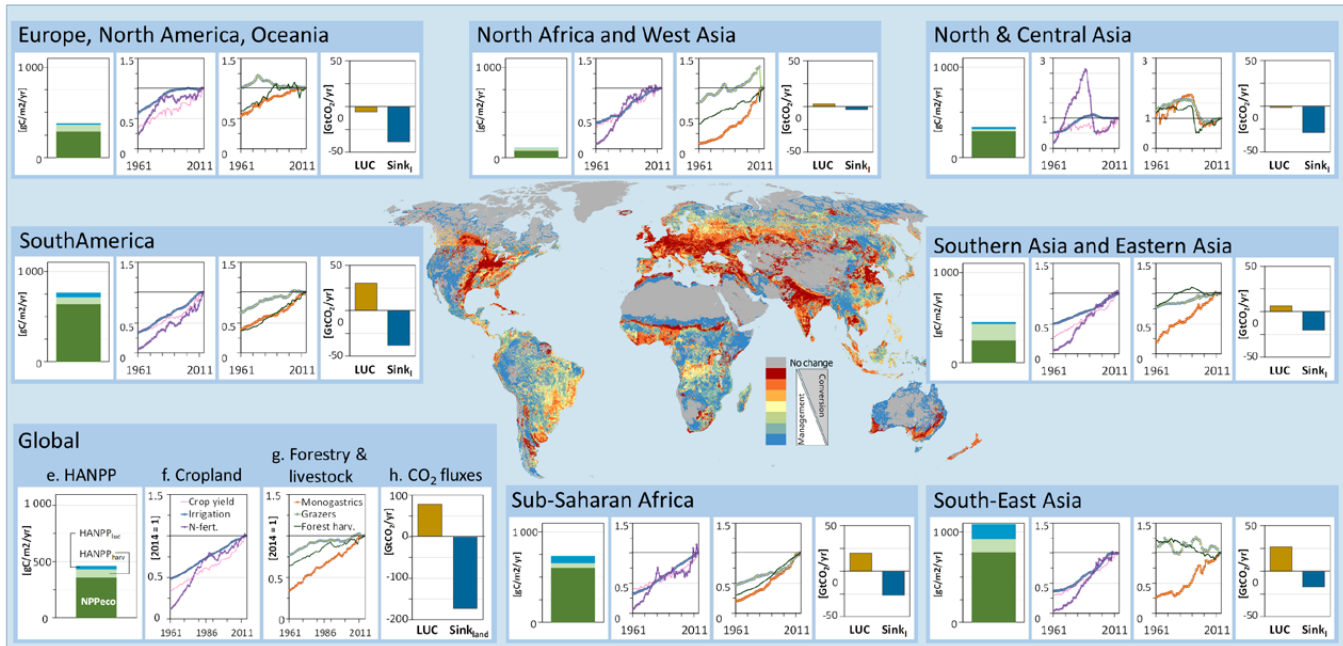 Europe, North America, Oceania
[gC/m2/yr]
1 000
0
1.5
1
0.5
0
1961 2011
1.5
1
0.5
0
1961 2011
[GtCO₂/yr]
50
0
-50
LUC Sinkₗ
North Africa and West Asia
[gC/m2/yr]
1 000
0
1.5
1
0.5
0
1961 2011
1.5
1
0.5
0
1961 2011
[GtCO₂/yr]
50
0
-50
LUC Sinkₗ
North & Central Asia
[gC/m2/yr]
1 000
0
3
1
0.5
0
1961 2011
3
1
0.5
0
1961 2011
[GtCO₂/yr]
50
0
-50
LUC Sinkₗ
SouthAmerica
[gC/m2/yr]
1 000
0
1.5
1
0.5
0
1961 2011
1.5
1
0.5
0
1961 2011
[GtCO₂/yr]
50
0
-50
LUC Sinkₗ
No change
Conversion
Management
Southern Asia and Eastern Asia
[gC/m2/yr]
1 000
0
1.5
1
0.5
0
1961 2011
1.5
1
0.5
0
1961 2011
[GtCO₂/yr]
50
0
-50
LUC Sinkₗ
Global
e. HANPP
[gC/m2/yr]
1 000
500
0
HANPPluc
HANPPharv
NPPeco
f. Cropland
[2014 = 1]
1.5
1
0.5
0
Crop yield
Irrigation
N-fert.
1961 1986 2011
g. Forestry &
livestock
[2014 = 1]
1.5
1
0.5
0
Monogastrics
Grazers
Forest harv.
1961 1986 2011
h. CO₂ fluxes
[GtCO₂/yr]
100
0
-100
-200
LUC Sinkland
Sub-Saharan Africa
[gC/m2/yr]
1 000
0
1.5
1
0.5
0
1961 2011
1.5
1
0.5
0
1961 2011
[GtCO₂/yr]
50
0
-50
LUC Sinkₗ
South-East Asia
[gC/m2/yr]
1 000
0
1.5
1
0.5
0
1961 2011
1.5
1
0.5
0
1961 2011
[GtCO₂/yr]
50
0
-50
LUC Sinkₗ